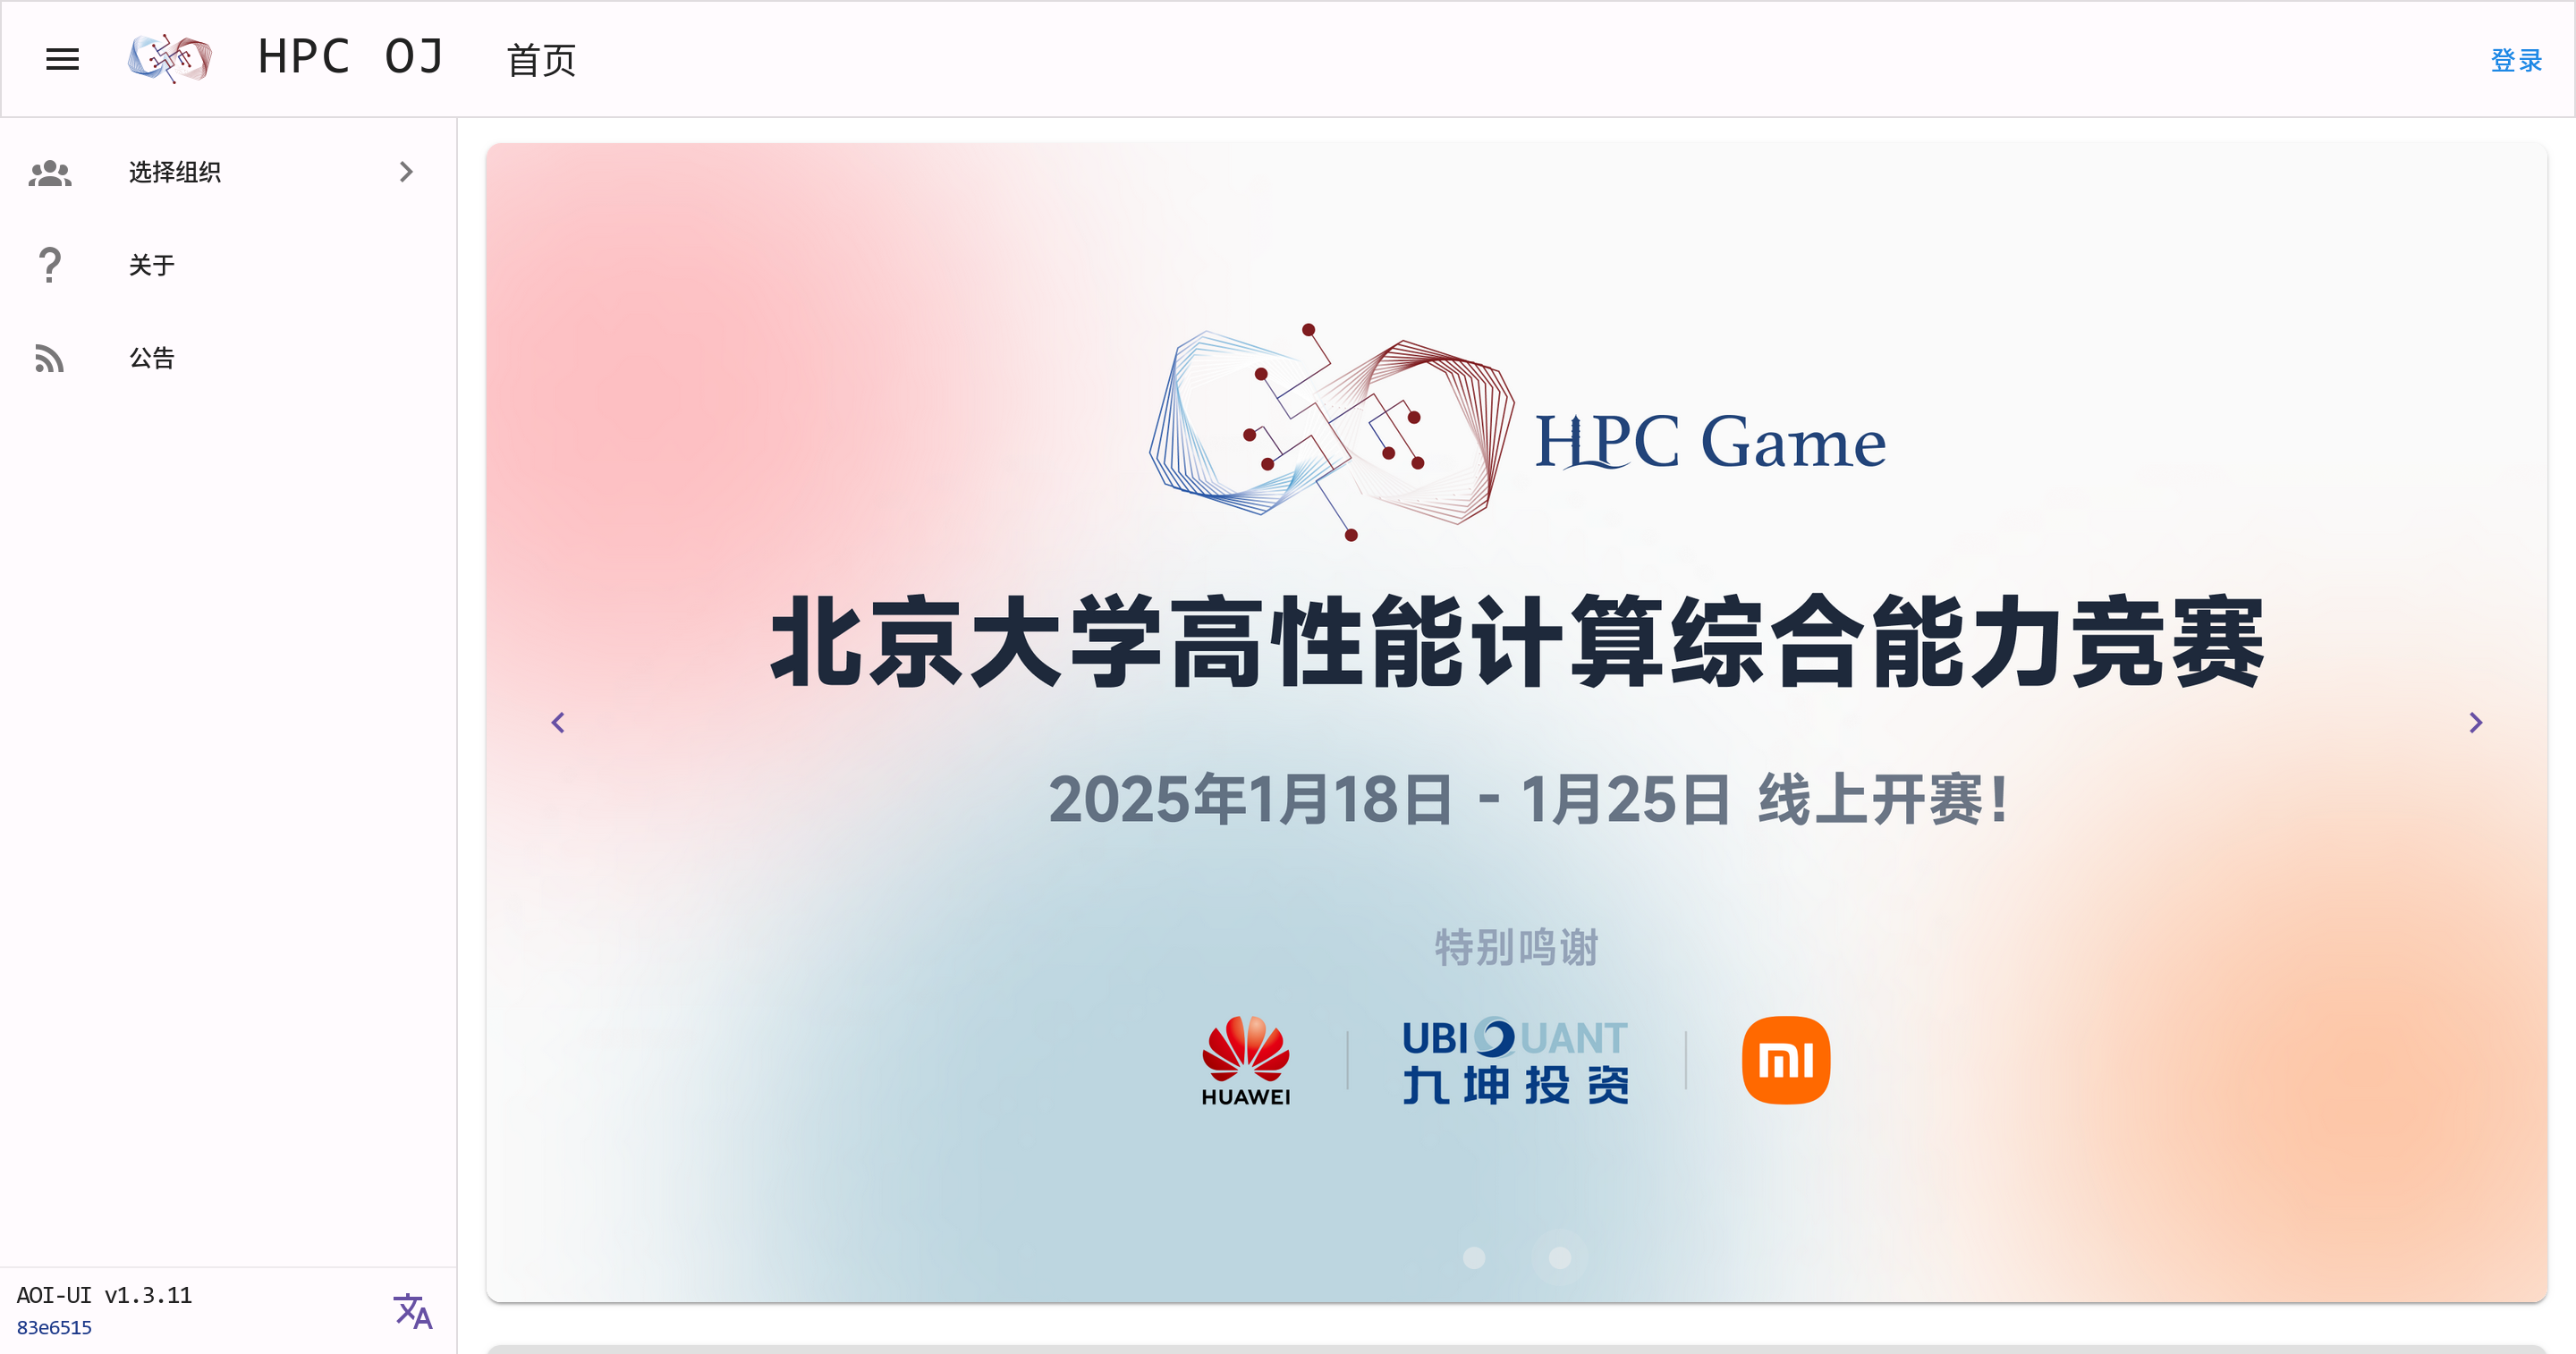 HPC OJ 首页 登录
选择组织
关于
公告
HPC Game
北京大学高性能计算综合能力竞赛
2025年1月18日 - 1月25日 线上开赛!
特别鸣谢
HUAWEI
UBIQUANT
九坤投资
mi
AOI-UI v1.3.11
83e6515